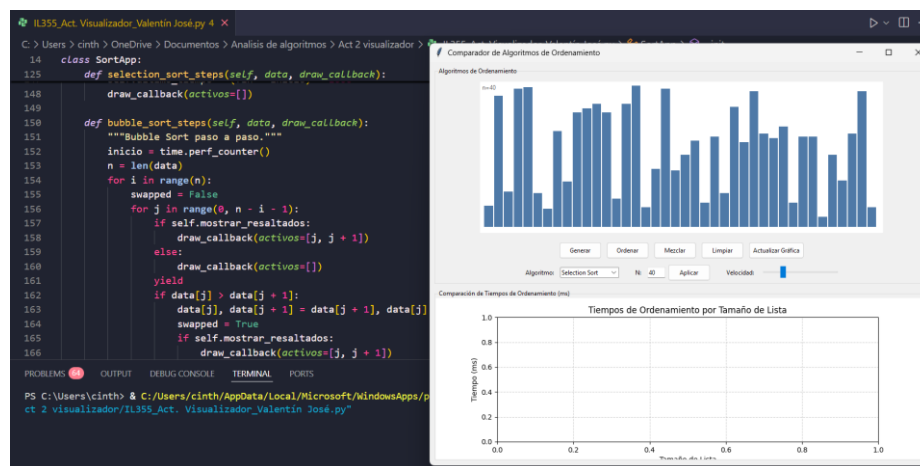 IL355_Act. Visualizador_Valentín José.py 4 ×
C: > Users > cinth > OneDrive > Documentos > Analisis de algoritmos > Act 2 visualizador >
14 class SortApp:
125 def selection_sort_steps(self, data, draw_callback):
148 draw_callback(activos=[])
149
150 def bubble_sort_steps(self, data, draw_callback):
151 """Bubble Sort paso a paso."""
152 inicio = time.perf_counter()
153 n = len(data)
154 for i in range(n):
155 swapped = False
156 for j in range(0, n - i - 1):
157 if self.mostrar_resaltados:
158 draw_callback(activos=[j, j + 1])
159 else:
160 draw_callback(activos=[])
161 yield
162 if data[j] > data[j + 1]:
163 data[j], data[j + 1] = data[j + 1], data[j]
164 swapped = True
165 if self.mostrar_resaltados:
166 draw_callback(activos=[j, j + 1])
PROBLEMS 64 OUTPUT DEBUG CONSOLE TERMINAL PORTS
PS C:\Users\cinth> & C:/Users/cinth/AppData/Local/Microsoft/WindowsApps/p
ct 2 visualizador/IL355_Act. Visualizador_Valentín José.py"
Comparador de Algoritmos de Ordenamiento
Algoritmos de Ordenamiento
n=40
Generar Ordenar Mezclar Limpiar Actualizar Gráfica
Algoritmo: Selection Sort N: 40 Aplicar Velocidad:
Comparación de Tiempos de Ordenamiento (ms)
Tiempos de Ordenamiento por Tamaño de Lista
1.0
0.8
0.6
0.4
0.2
0.0
Tiempo (ms)
0.0 0.2 0.4 0.6 0.8 1.0
Tamaño de Lista